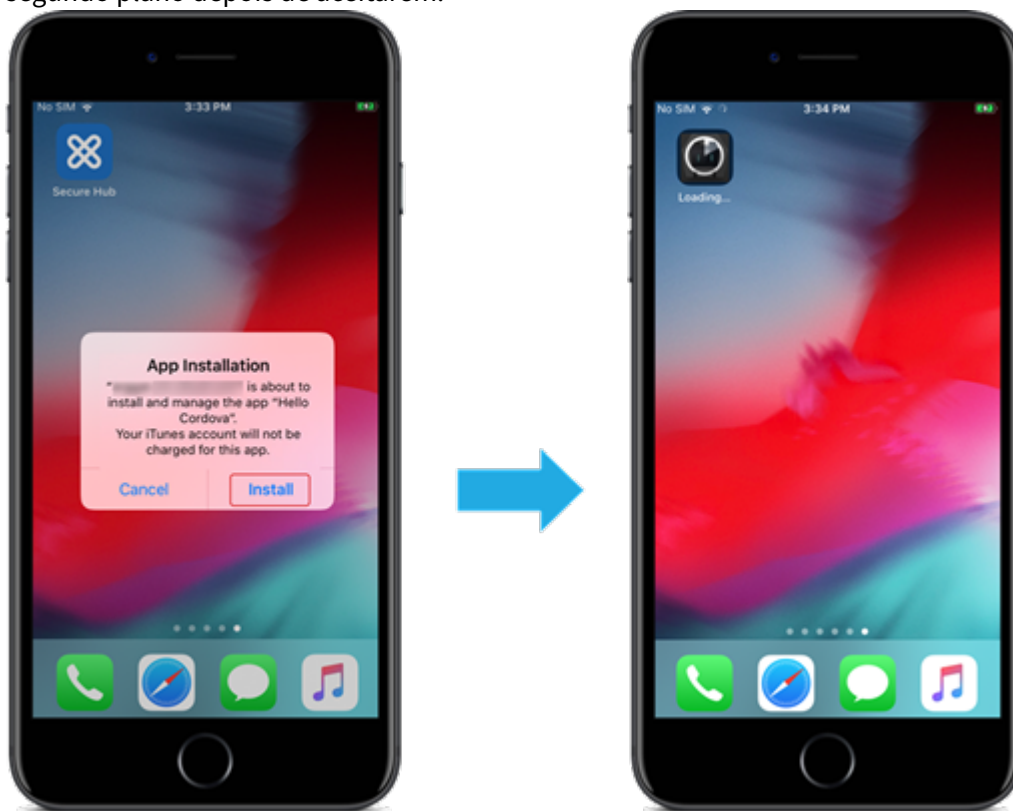 segundo plano depois de aceitarem.
No SIM 3:33 PM
Secure Hub
App Installation
" is about to
install and manage the app "Hello
Cordova".
Your iTunes account will not be
charged for this app.
Cancel Install
No SIM 3:34 PM
Loading...